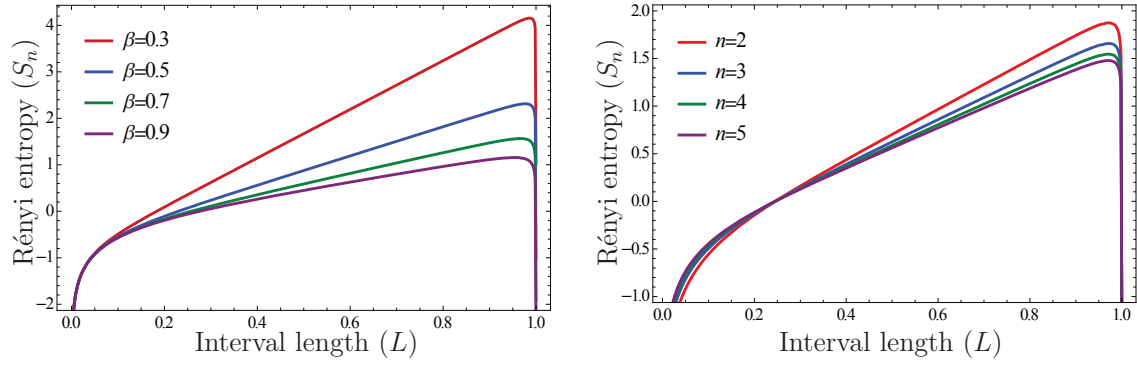 Rényi entropy (Sₙ)
4
3
2
1
0
−1
−2
β=0.3
β=0.5
β=0.7
β=0.9
0.0 0.2 0.4 0.6 0.8 1.0
Interval length (L)
Rényi entropy (Sₙ)
2.0
1.5
1.0
0.5
0.0
−0.5
−1.0
n=2
n=3
n=4
n=5
0.0 0.2 0.4 0.6 0.8 1.0
Interval length (L)